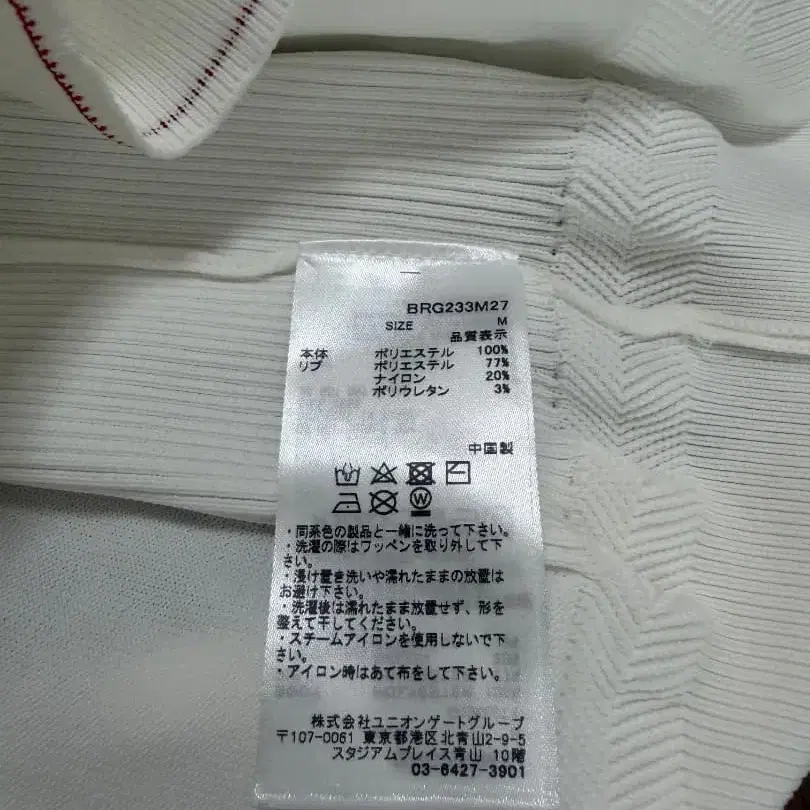 BRG233M27
SIZE M
品質表示
本体 ポリエステル 100%
リブ ポリエステル 77%
ナイロン 20%
ポリウレタン 3%
中国製
W
・同系色の製品と一緒に洗って下さい。
・洗濯の際はワッペンを取り外して下
さい。
・浸け置き洗いや濡れたままの放置は
お避け下さい。
・洗濯後は濡れたまま放置せず、形を
整えて干してください。
・スチームアイロンを使用しないで下
さい。
・アイロン時はあて布をして下さい。
株式会社ユニオンゲートグループ
〒107-0061 東京都港区北青山2-9-5
スタジアムプレイス青山 10階
03-6427-3901